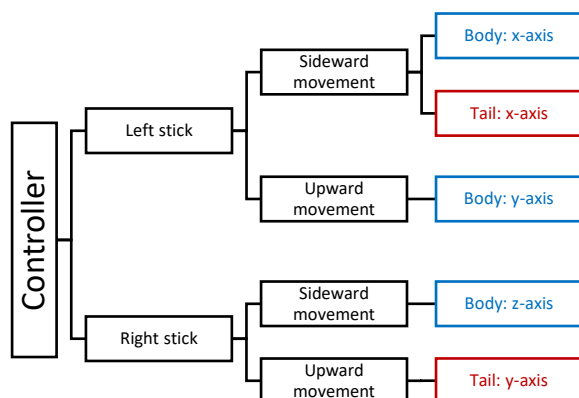 Controller
Left stick
Sideward
movement
Body: x-axis
Tail: x-axis
Upward
movement
Body: y-axis
Right stick
Sideward
movement
Body: z-axis
Upward
movement
Tail: y-axis